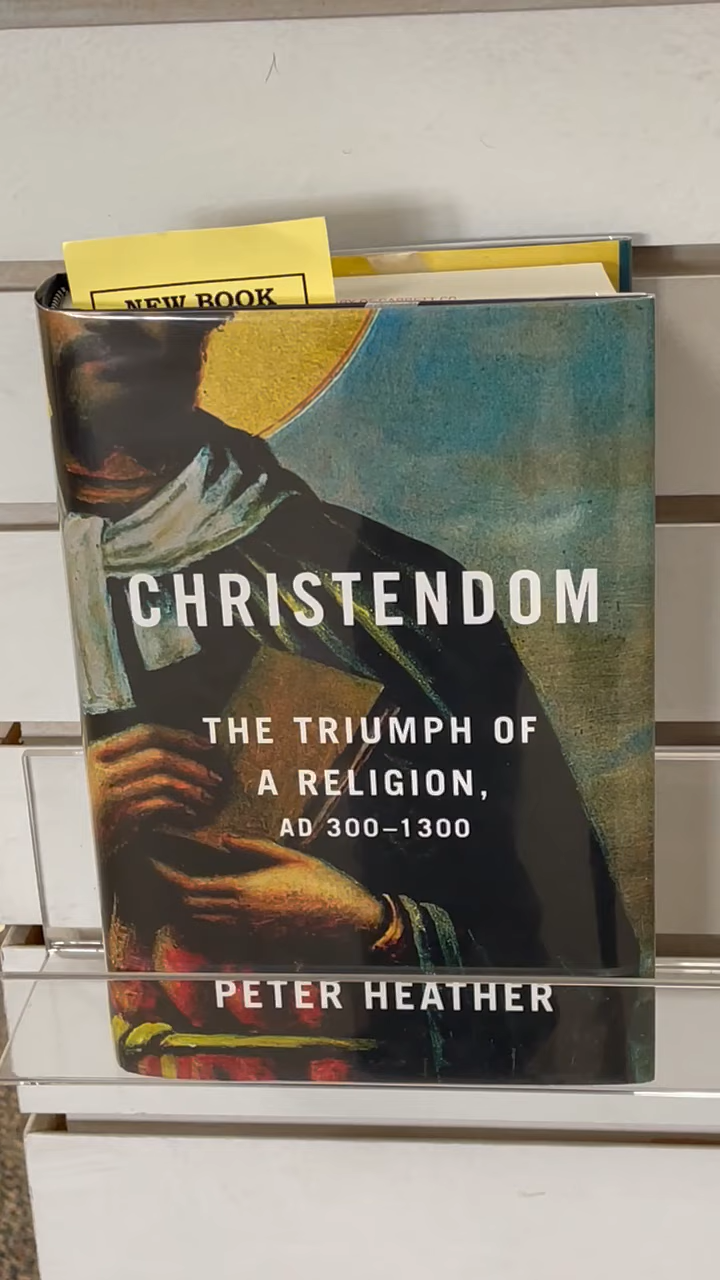 NEW BOOK
CHRISTENDOM
THE TRIUMPH OF
A RELIGION,
AD 300–1300
PETER HEATHER